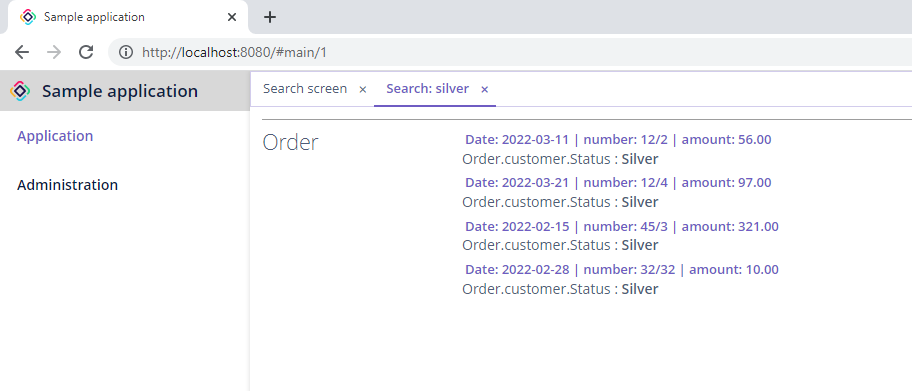 Sample application
http://localhost:8080/#main/1
Sample application
Search screen Search: silver
Application
Administration
Order
Date: 2022-03-11 | number: 12/2 | amount: 56.00
Order.customer.Status : Silver
Date: 2022-03-21 | number: 12/4 | amount: 97.00
Order.customer.Status : Silver
Date: 2022-02-15 | number: 45/3 | amount: 321.00
Order.customer.Status : Silver
Date: 2022-02-28 | number: 32/32 | amount: 10.00
Order.customer.Status : Silver